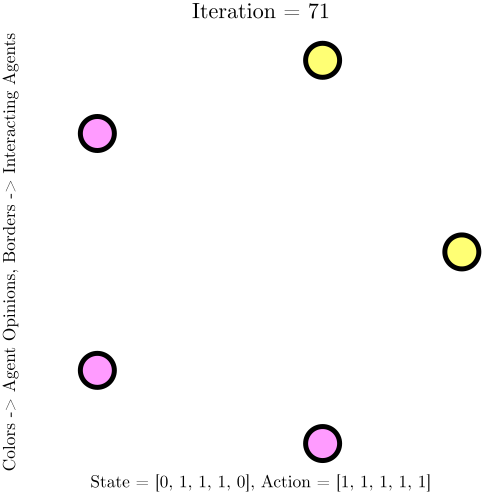 Iteration = 71
Colors -> Agent Opinions, Borders -> Interacting Agents
State = [0, 1, 1, 1, 0], Action = [1, 1, 1, 1, 1]